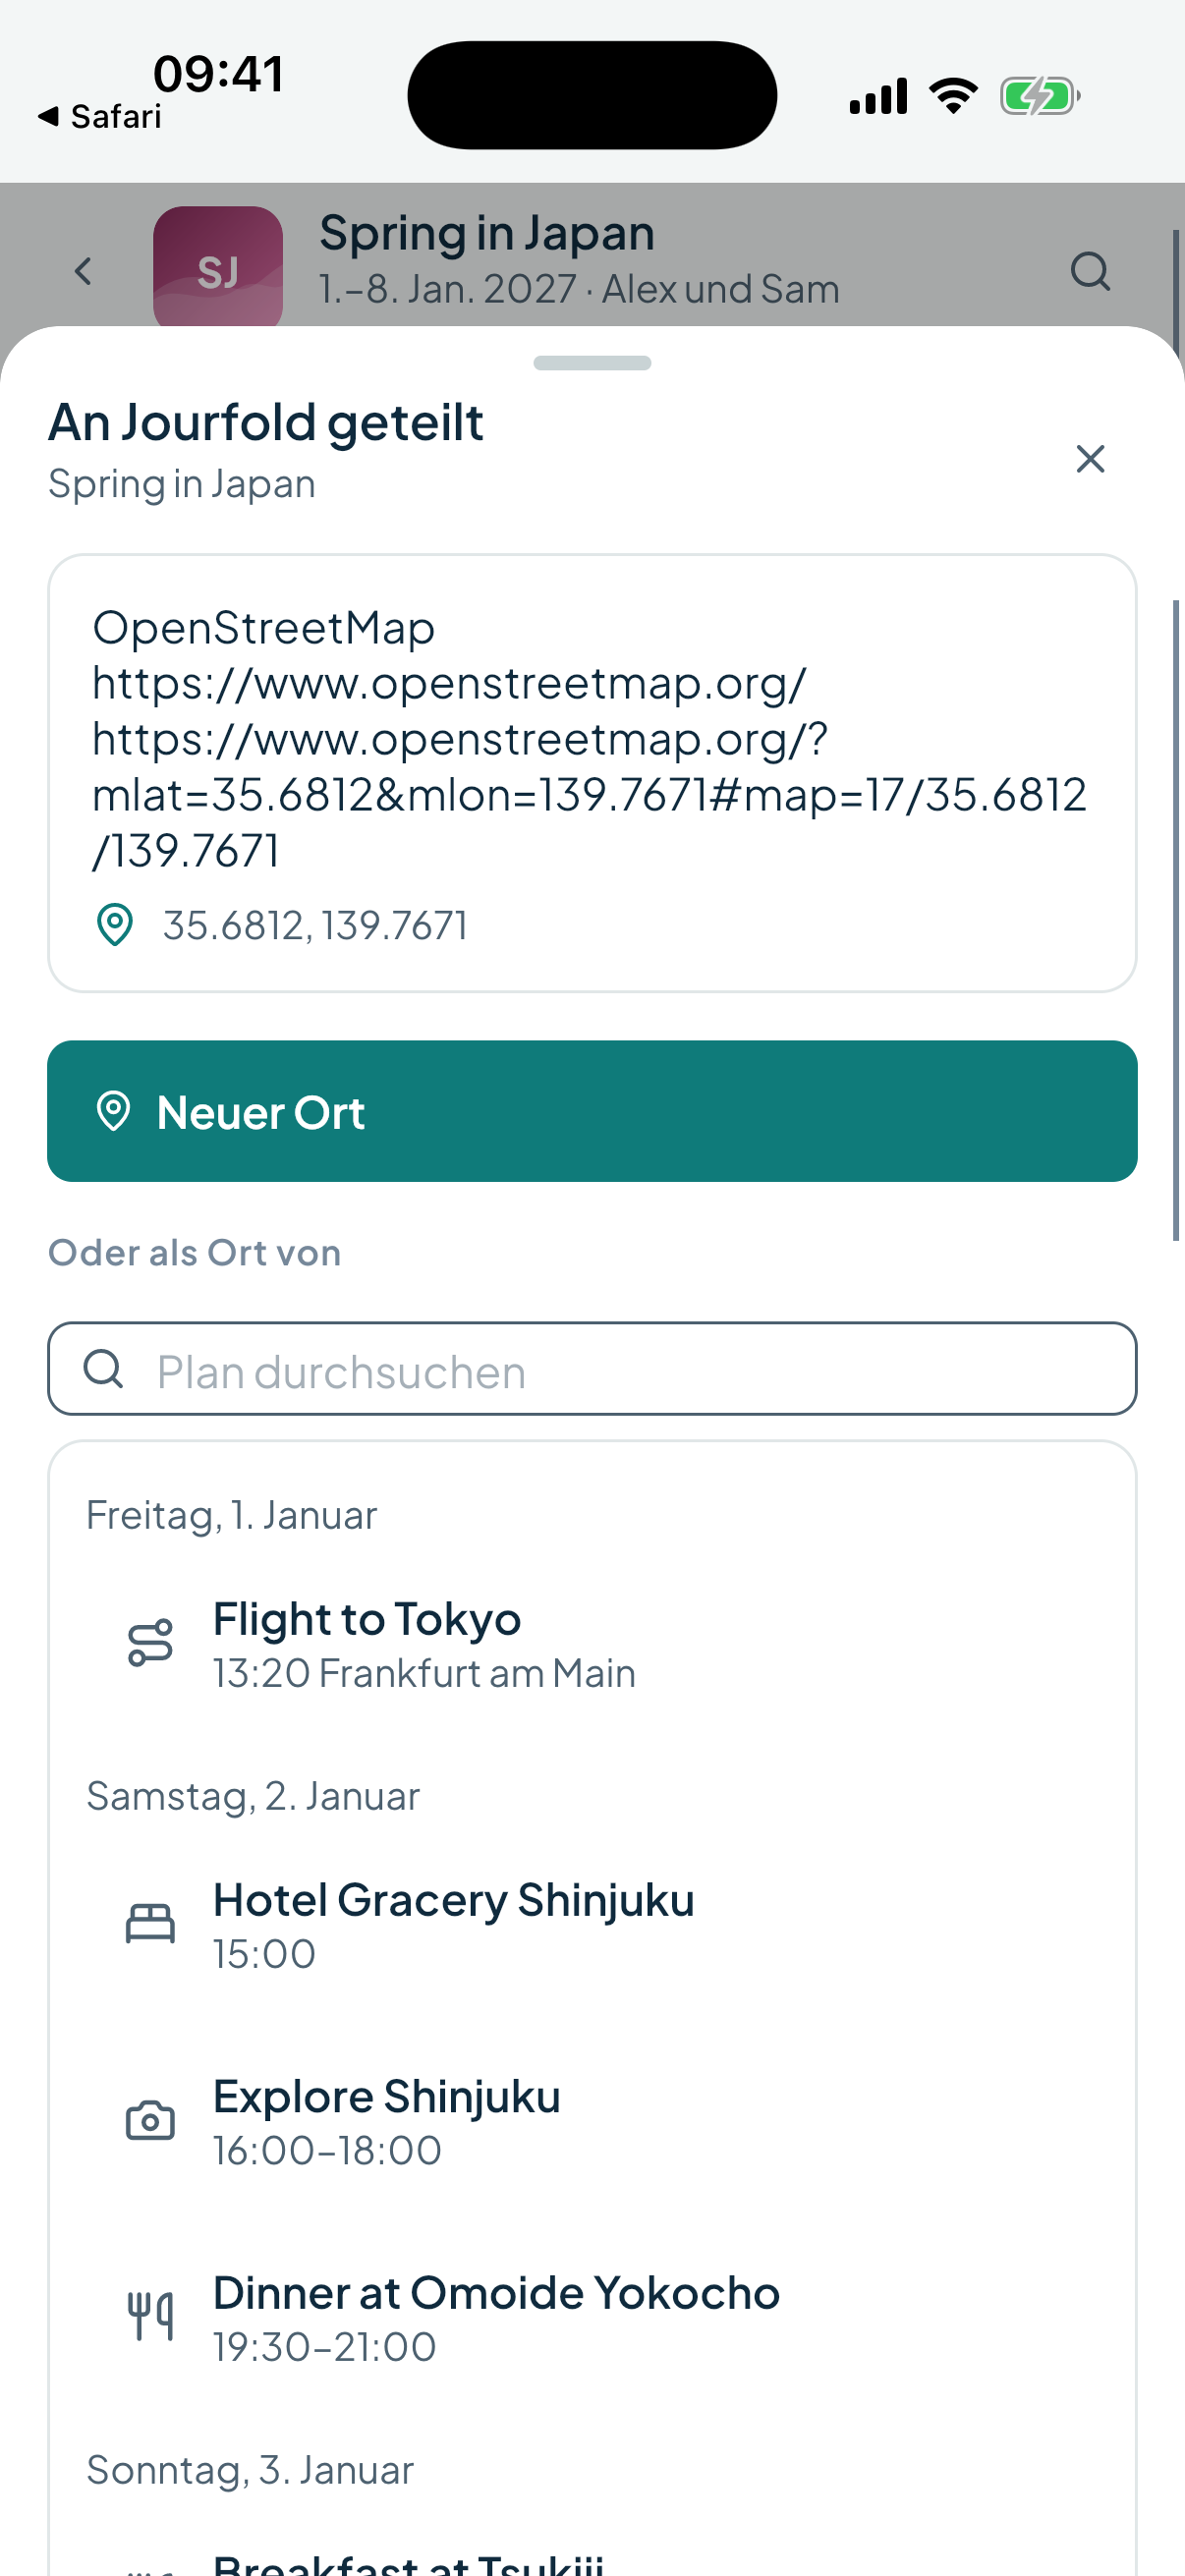 09:41
Safari
SJ
Spring in Japan
1.–8. Jan. 2027 · Alex und Sam
An Jourfold geteilt
Spring in Japan
OpenStreetMap
https://www.openstreetmap.org/
https://www.openstreetmap.org/?
mlat=35.6812&mlon=139.7671#map=17/35.6812
/139.7671
35.6812, 139.7671
Neuer Ort
Oder als Ort von
Plan durchsuchen
Freitag, 1. Januar
Flight to Tokyo
13:20 Frankfurt am Main
Samstag, 2. Januar
Hotel Gracery Shinjuku
15:00
Explore Shinjuku
16:00–18:00
Dinner at Omoide Yokocho
19:30–21:00
Sonntag, 3. Januar
Breakfast at Tsukiji